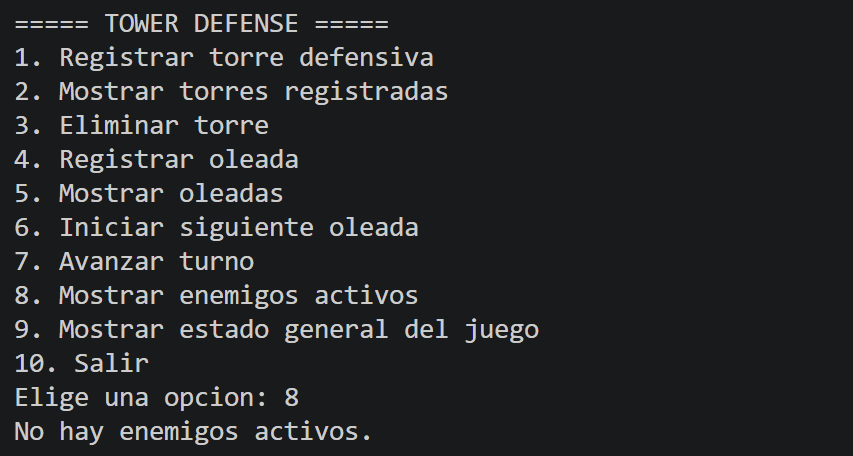 ===== TOWER DEFENSE =====
1. Registrar torre defensiva
2. Mostrar torres registradas
3. Eliminar torre
4. Registrar oleada
5. Mostrar oleadas
6. Iniciar siguiente oleada
7. Avanzar turno
8. Mostrar enemigos activos
9. Mostrar estado general del juego
10. Salir
Elige una opcion: 8
No hay enemigos activos.